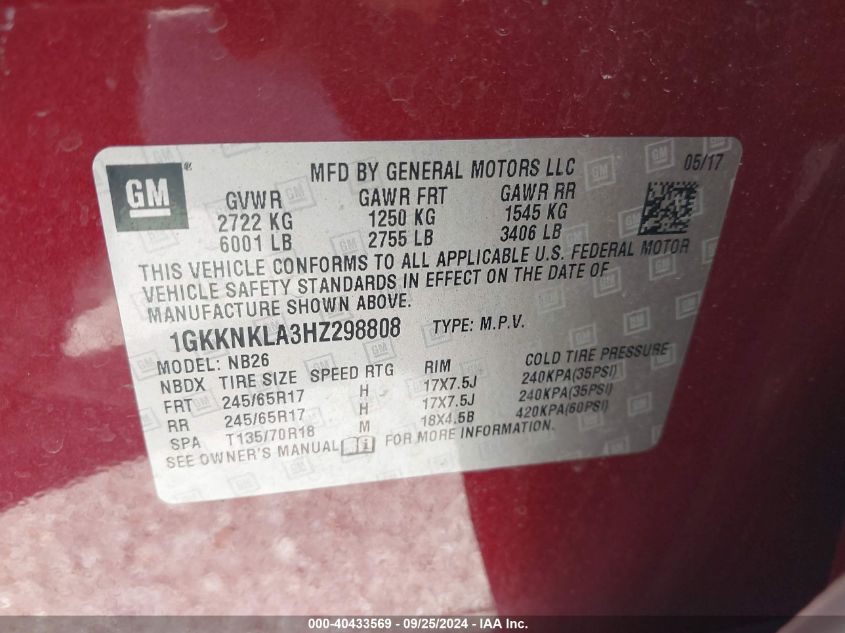 GM
®
MFD BY GENERAL MOTORS LLC 05/17
GVWR GAWR FRT GAWR RR
2722 KG 1250 KG 1545 KG
6001 LB 2755 LB 3406 LB
THIS VEHICLE CONFORMS TO ALL APPLICABLE U.S. FEDERAL MOTOR
VEHICLE SAFETY STANDARDS IN EFFECT ON THE DATE OF
MANUFACTURE SHOWN ABOVE.
1GKKNKLA3HZ298808 TYPE: M.P.V.
MODEL: NB26
NBDX TIRE SIZE SPEED RTG RIM COLD TIRE PRESSURE
FRT 245/65R17 H 17X7.5J 240KPA(35PSI)
RR 245/65R17 H 17X7.5J 240KPA(35PSI)
SPA T135/70R18 M 18X4.5B 420KPA(60PSI)
SEE OWNER'S MANUAL FOR MORE INFORMATION.
000-40433569 - 09/25/2024 - IAA, Inc.